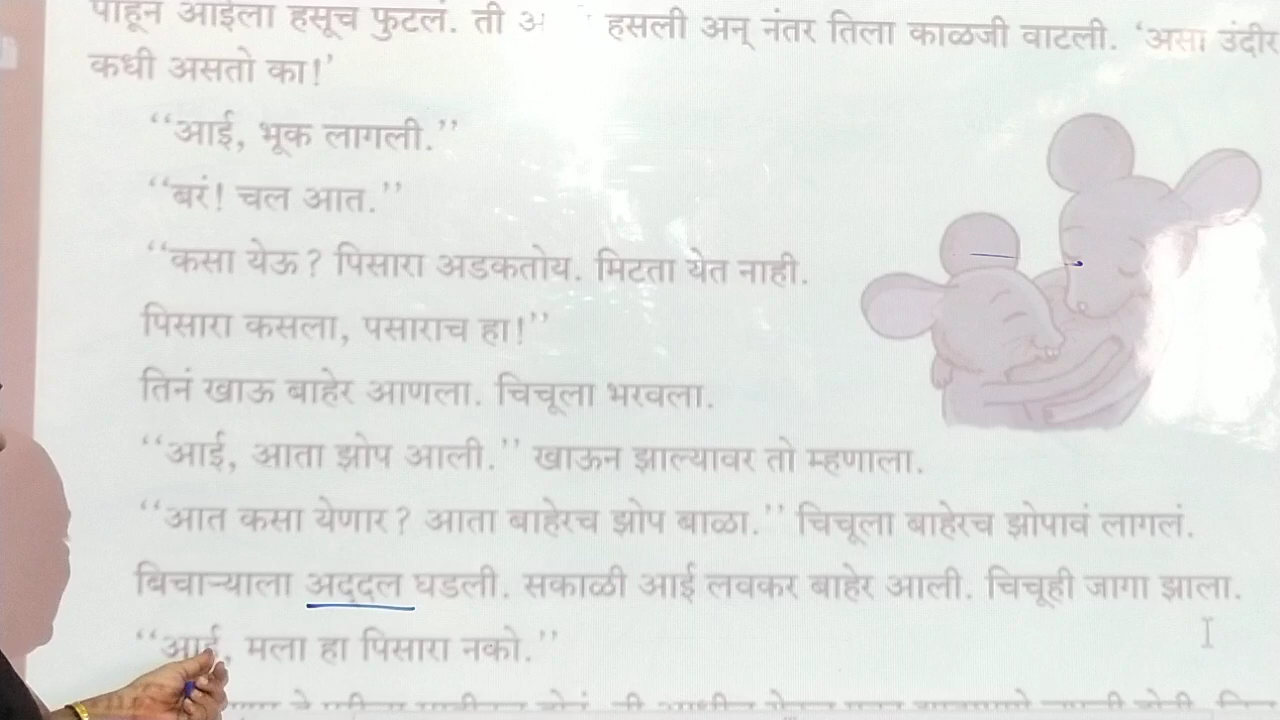 पाहून आईला हसूच फुटलं. ती हसली अन् नंतर तिला काळजी वाटली. ‘असा उंदीर
कधी असतो का!’
“आई, भूक लागली.”
“बरं! चल आत.”
“कसा येऊ? पिसारा अडकतोय. मिटता येत नाही.
पिसारा कसला, पसाराच हा!”
तिनं खाऊ बाहेर आणला. चिचूला भरवला.
“आई, आता झोप आली.” खाऊन झाल्यावर तो म्हणाला.
“आत कसा येणार? आता बाहेरच झोप बाळा.” चिचूला बाहेरच झोपावं लागलं.
बिचाऱ्याला अद्दल घडली. सकाळी आई लवकर बाहेर आली. चिचूही जागा झाला.
“आई, मला हा पिसारा नको.”